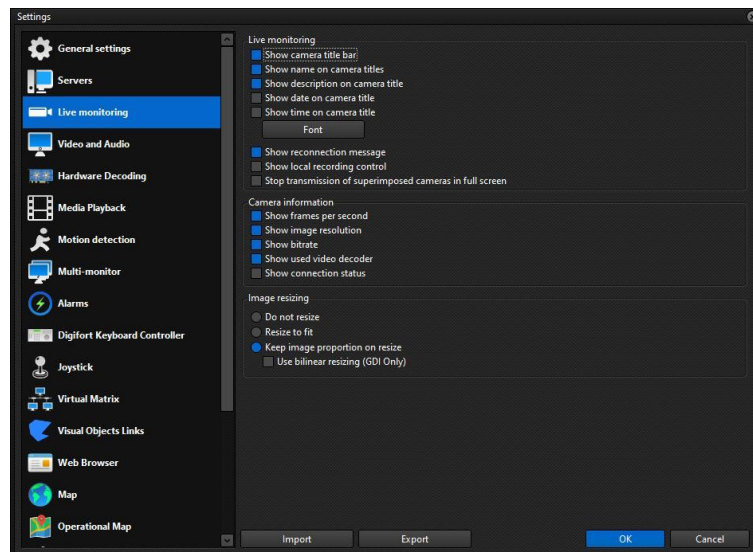 Settings
General settings
Servers
Live monitoring
Video and Audio
Hardware Decoding
Media Playback
Motion detection
Multi-monitor
Alarms
Digifort Keyboard Controller
Joystick
Virtual Matrix
Visual Objects Links
Web Browser
Map
Operational Map
Live monitoring
Show camera title bar
Show name on camera titles
Show description on camera title
Show date on camera title
Show time on camera title
Font
Show reconnection message
Show local recording control
Stop transmission of superimposed cameras in full screen
Camera information
Show frames per second
Show image resolution
Show bitrate
Show used video decoder
Show connection status
Image resizing
Do not resize
Resize to fit
Keep image proportion on resize
Use bilinear resizing (GDI Only)
Import
Export
OK
Cancel